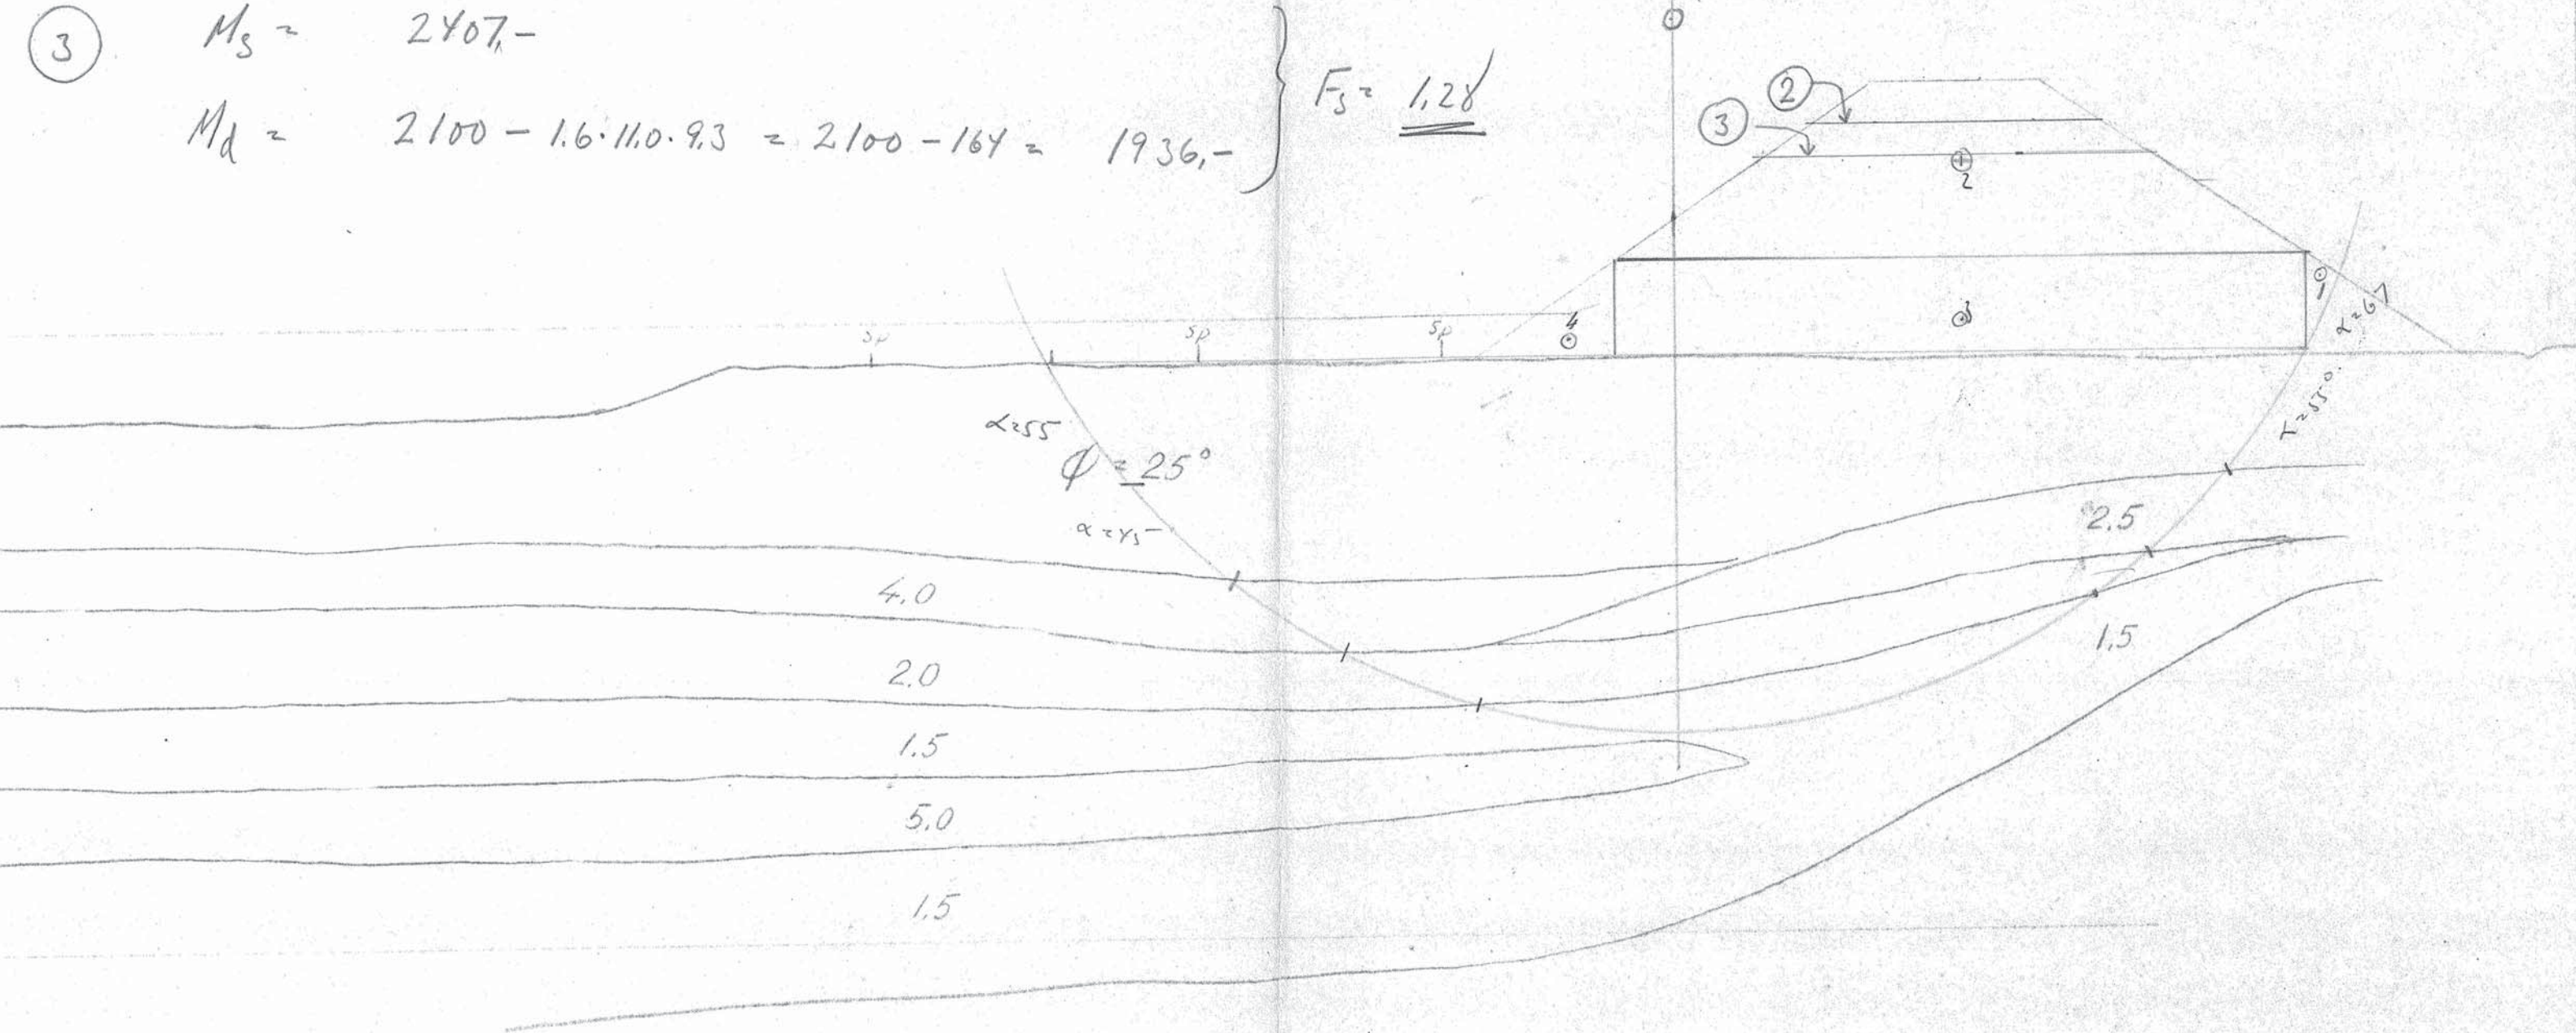 3 Ms = 2407,-
Md = 2100 - 1.6·11.0·9.3 = 2100 - 164 = 1936,-
Fs = 1.28
2
3
2
1
3
4
sp sp sp
α=67
α=55°
α=55
φ = 25°
α=45
2.5
4.0
1.5
2.0
1.5
5.0
1.5